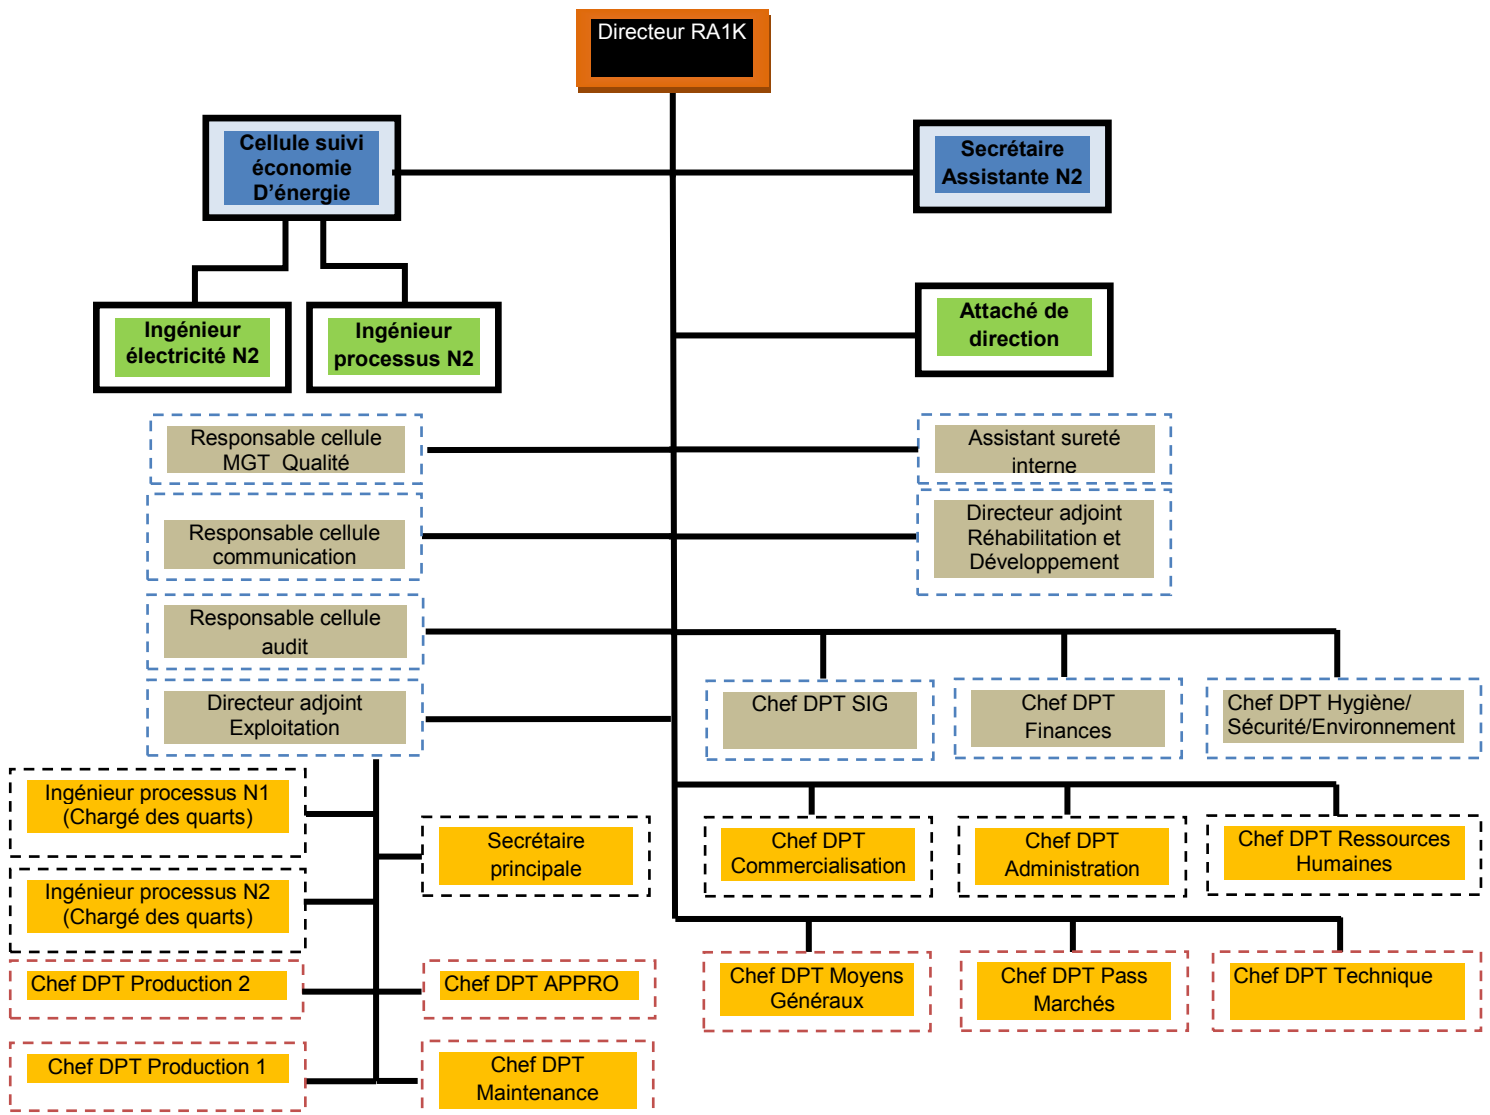 Directeur RA1K
Cellule suivi
économie
D'énergie
Secrétaire
Assistante N2
Ingénieur
électricité N2
Ingénieur
processus N2
Attaché de
direction
Responsable cellule
MGT  Qualité
Assistant sureté
interne
Responsable cellule
communication
Directeur adjoint
Réhabilitation et
Développement
Responsable cellule
audit
Directeur adjoint
Exploitation
Chef DPT SIG
Chef DPT
Finances
Chef DPT Hygiène/
Sécurité/Environnement
Ingénieur processus N1
(Chargé des quarts)
Secrétaire
principale
Chef DPT
Commercialisation
Chef DPT
Administration
Chef DPT Ressources
Humaines
Ingénieur processus N2
(Chargé des quarts)
Chef DPT Production 2
Chef DPT APPRO
Chef DPT Moyens
Généraux
Chef DPT Pass
Marchés
Chef DPT Technique
Chef DPT Production 1
Chef DPT
Maintenance